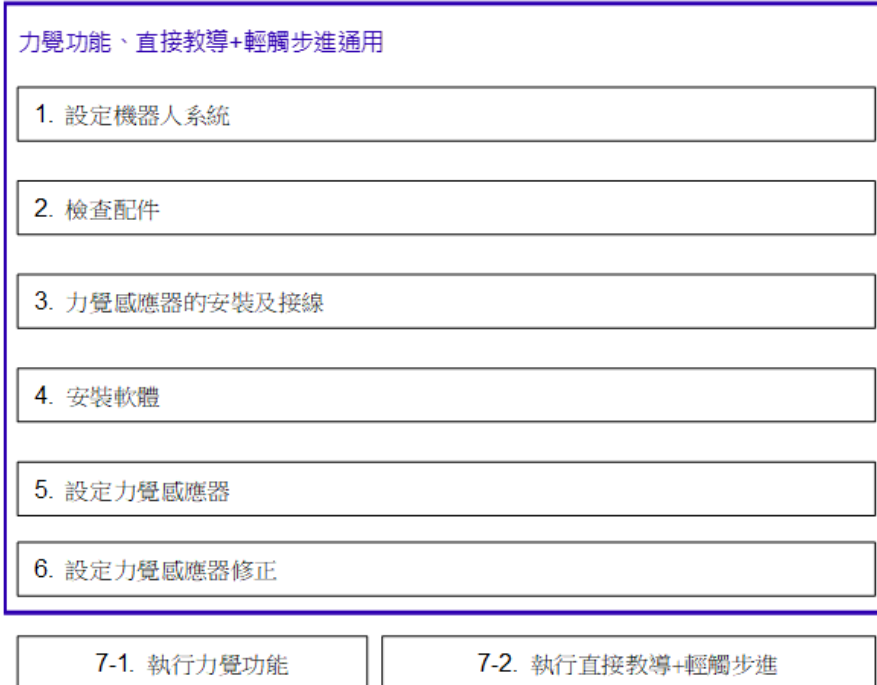 力覺功能、直接教導+輕觸步進通用
1. 設定機器人系統
2. 檢查配件
3. 力覺感應器的安裝及接線
4. 安裝軟體
5. 設定力覺感應器
6. 設定力覺感應器修正
7-1. 執行力覺功能
7-2. 執行直接教導+輕觸步進